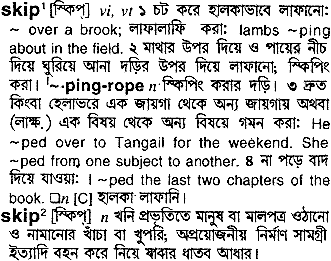 skip¹ [স্কিপ্] vi, vt ১ চট করে হালকাভাবে লাফানো:
~ over a brook; লাফালাফি করা: lambs ~ping
about in the field. ২ মাথার উপর দিয়ে ও পায়ের নীচ
দিয়ে ঘুরিয়ে আনা দড়ির উপর দিয়ে লাফানো; স্কিপিং
করা। ˈ~-ping-rope n স্কিপিং করার দড়ি। ৩ দ্রুত
কিংবা হেলাভরে এক জায়গা থেকে অন্য জায়গায় অথবা
(লাক্ষ.) এক বিষয় থেকে অন্য বিষয়ে গমন করা: He
~ped over to Tangail for the weekend. She
~ped from one subject to another. ৪ না পড়ে বাদ
দিয়ে যাওয়া: I ~ped the last two chapters of the
book. □n [C] হালকা লাফানি।
skip² [স্কিপ্] n খনি প্রভৃতিতে মানুষ বা মালপত্র ওঠানো
ও নামানোর খাঁচা বা খুপরি; অপ্রয়োজনীয় নির্মাণ সামগ্রী
ইত্যাদি বহন করে নিয়ে যাবার ধাতব আধার।